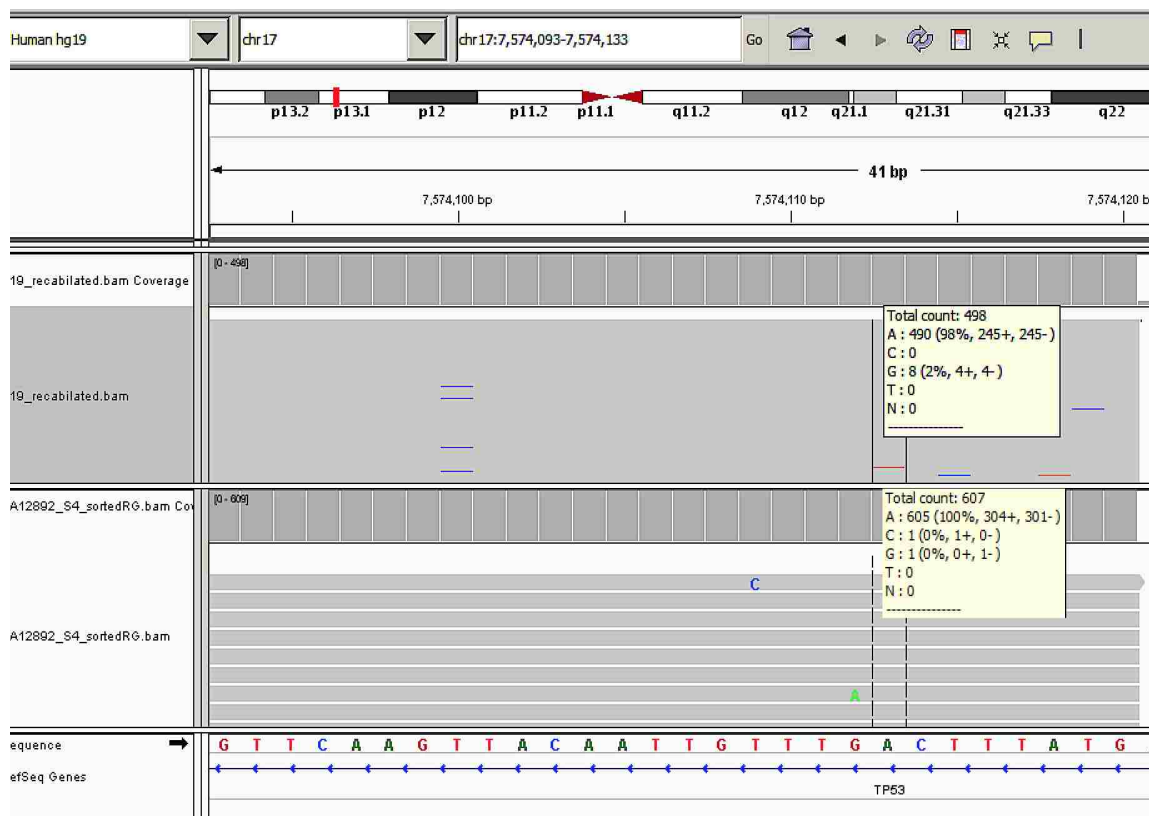 Human hg19 chr17 chr17:7,574,093-7,574,133 Go
p13.2 p13.1 p12 p11.2 p11.1 q11.2 q12 q21.1 q21.31 q21.33 q22
41 bp
7,574,100 bp 7,574,110 bp 7,574,120 b
[0 - 498]
19_recabilated.bam Coverage
Total count: 498
A : 490 (98%, 245+, 245-)
C : 0
G : 8 (2%, 4+, 4-)
T : 0
N : 0
---------------
19_recabilated.bam
[0 - 609]
A12892_S4_sortedRG.bam Cov
Total count: 607
A : 605 (100%, 304+, 301-)
C : 1 (0%, 1+, 0-)
G : 1 (0%, 0+, 1-)
T : 0
N : 0
---------------
C
A12892_S4_sortedRG.bam
A
equence G T T C A A G T T A C A A T T G T T T G A C T T T A T G
efSeq Genes
TP53